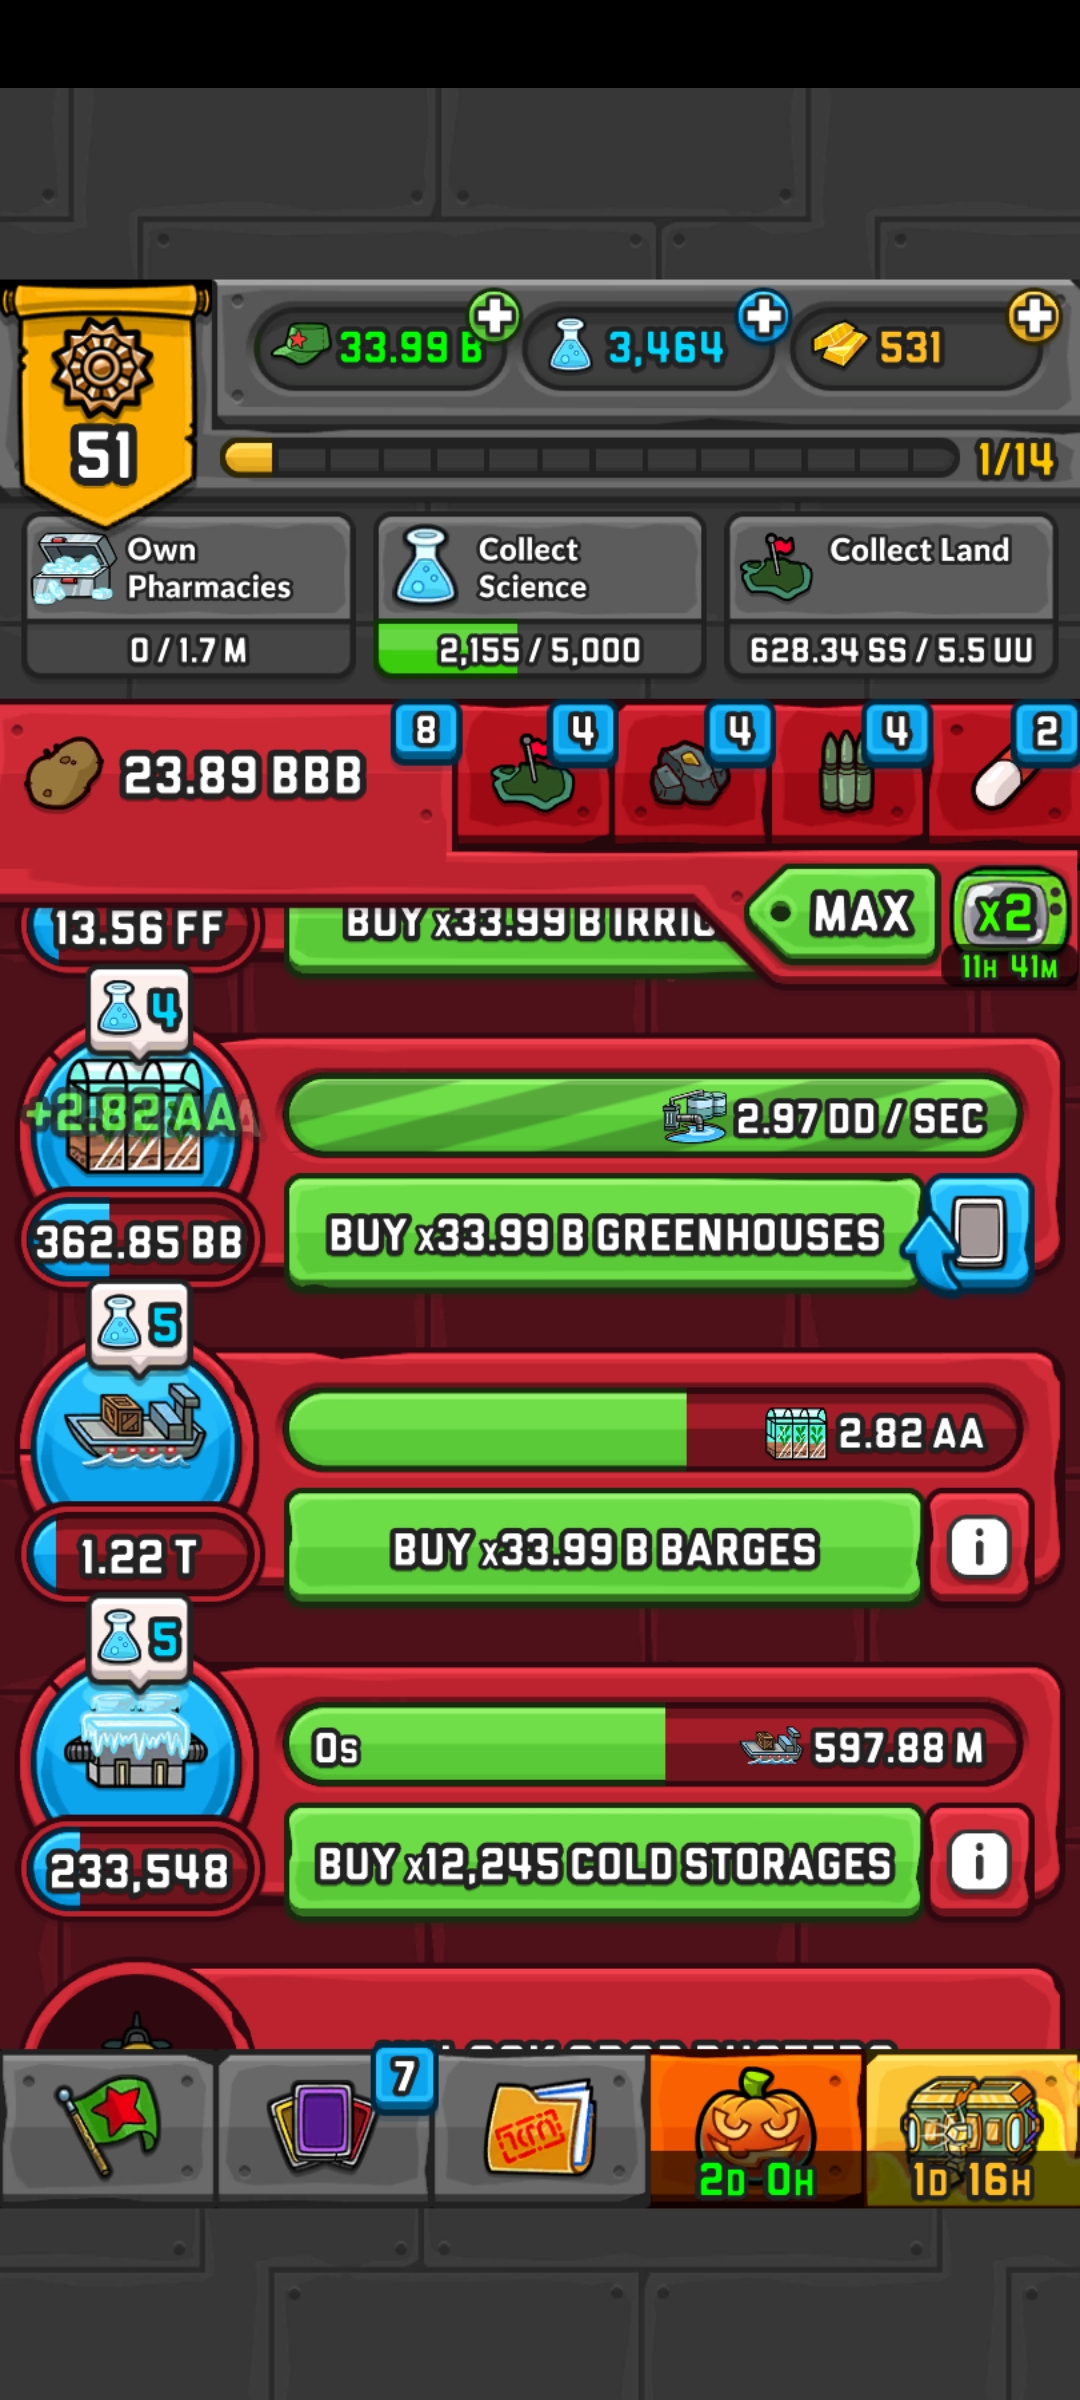 33.99 B
3,464
531
51
1/14
Own
Pharmacies
0 / 1.7 M
Collect
Science
2,155 / 5,000
Collect Land
628.34 SS / 5.5 UU
23.89 BBB
8
4
4
4
2
13.56 FF
BUY x33.99 B
MAX
x2
11H 41M
4
+2.82 AA
2.97 DD / SEC
362.85 BB
BUY x33.99 B GREENHOUSES
5
2.82 AA
1.22 T
BUY x33.99 B BARGES
5
0s
597.88 M
233,548
BUY x12,245 COLD STORAGES
7
2D 0H
1D 16H